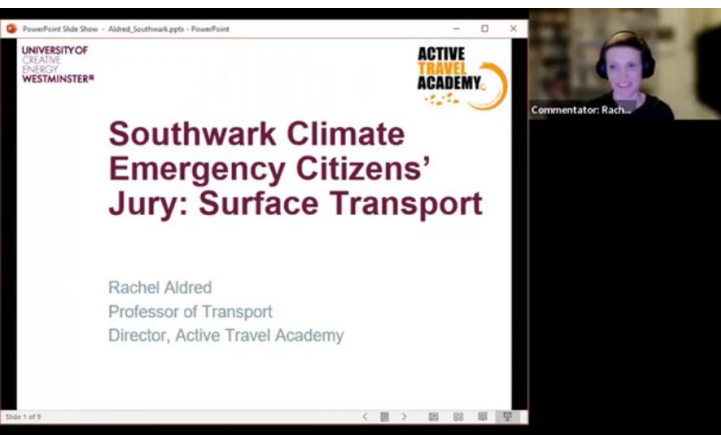 PowerPoint Slide Show - Aldred_Southwark.pptx - PowerPoint
UNIVERSITY OF
CREATIVE
ENERGY
WESTMINSTER
ACTIVE
TRAVEL
ACADEMY
Commentator: Rach...
Southwark Climate
Emergency Citizens’
Jury: Surface Transport
Rachel Aldred
Professor of Transport
Director, Active Travel Academy
Slide 1 of 9